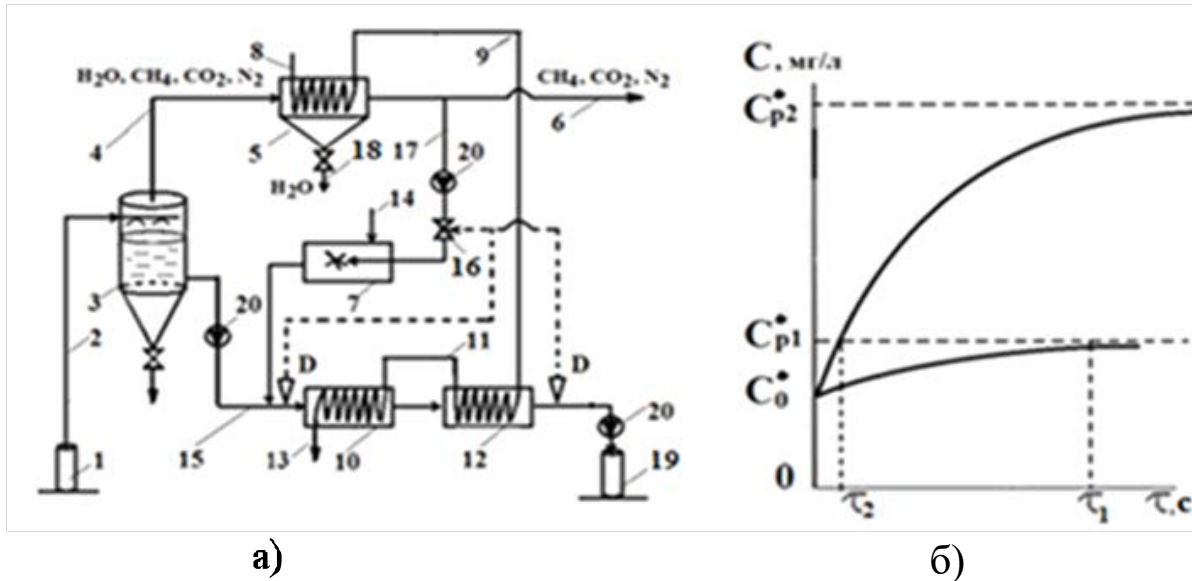 8
9
H₂O, CH₄, CO₂, N₂
CH₄, CO₂, N₂
4
5
18
17
20
6
H₂O
14
16
3
7
20
2
D
11
D
20
1
15
13
10
12
19
а)
C, мг/л
C*p2
C*p1
C*0
0
τ2
τ1
τ, с
б)